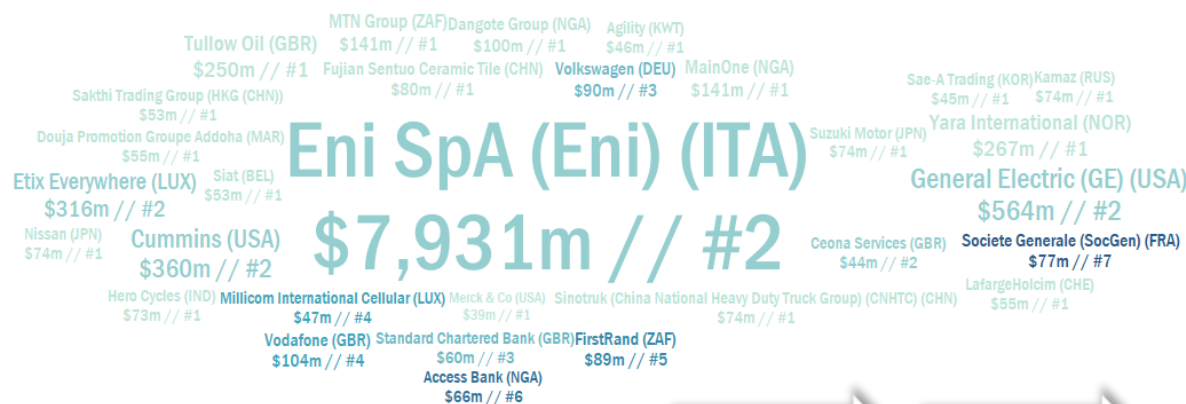 MTN Group (ZAF)
$141m // #1
Dangote Group (NGA)
$100m // #1
Agility (KWT)
$46m // #1
Tullow Oil (GBR)
$250m // #1
Fujian Sentuo Ceramic Tile (CHN)
$80m // #1
Volkswagen (DEU)
$90m // #3
MainOne (NGA)
$141m // #1
Sae-A Trading (KOR)
$45m // #1
Kamaz (RUS)
$74m // #1
Sakthi Trading Group (HKG (CHN))
$53m // #1
Douja Promotion Groupe Addoha (MAR)
$55m // #1
Eni SpA (Eni) (ITA)
$7,931m // #2
Suzuki Motor (JPN)
$74m // #1
Yara International (NOR)
$267m // #1
Etix Everywhere (LUX)
$316m // #2
Siat (BEL)
$53m // #1
General Electric (GE) (USA)
$564m // #2
Nissan (JPN)
$74m // #1
Cummins (USA)
$360m // #2
Ceona Services (GBR)
$44m // #2
Societe Generale (SocGen) (FRA)
$77m // #7
Hero Cycles (IND)
$73m // #1
Millicom International Cellular (LUX)
$47m // #4
Merck & Co (USA)
$39m // #1
Sinotruk (China National Heavy Duty Truck Group) (CNHTC) (CHN)
$74m // #1
LafargeHolcim (CHE)
$55m // #1
Vodafone (GBR)
$104m // #4
Standard Chartered Bank (GBR)
$60m // #3
FirstRand (ZAF)
$89m // #5
Access Bank (NGA)
$66m // #6